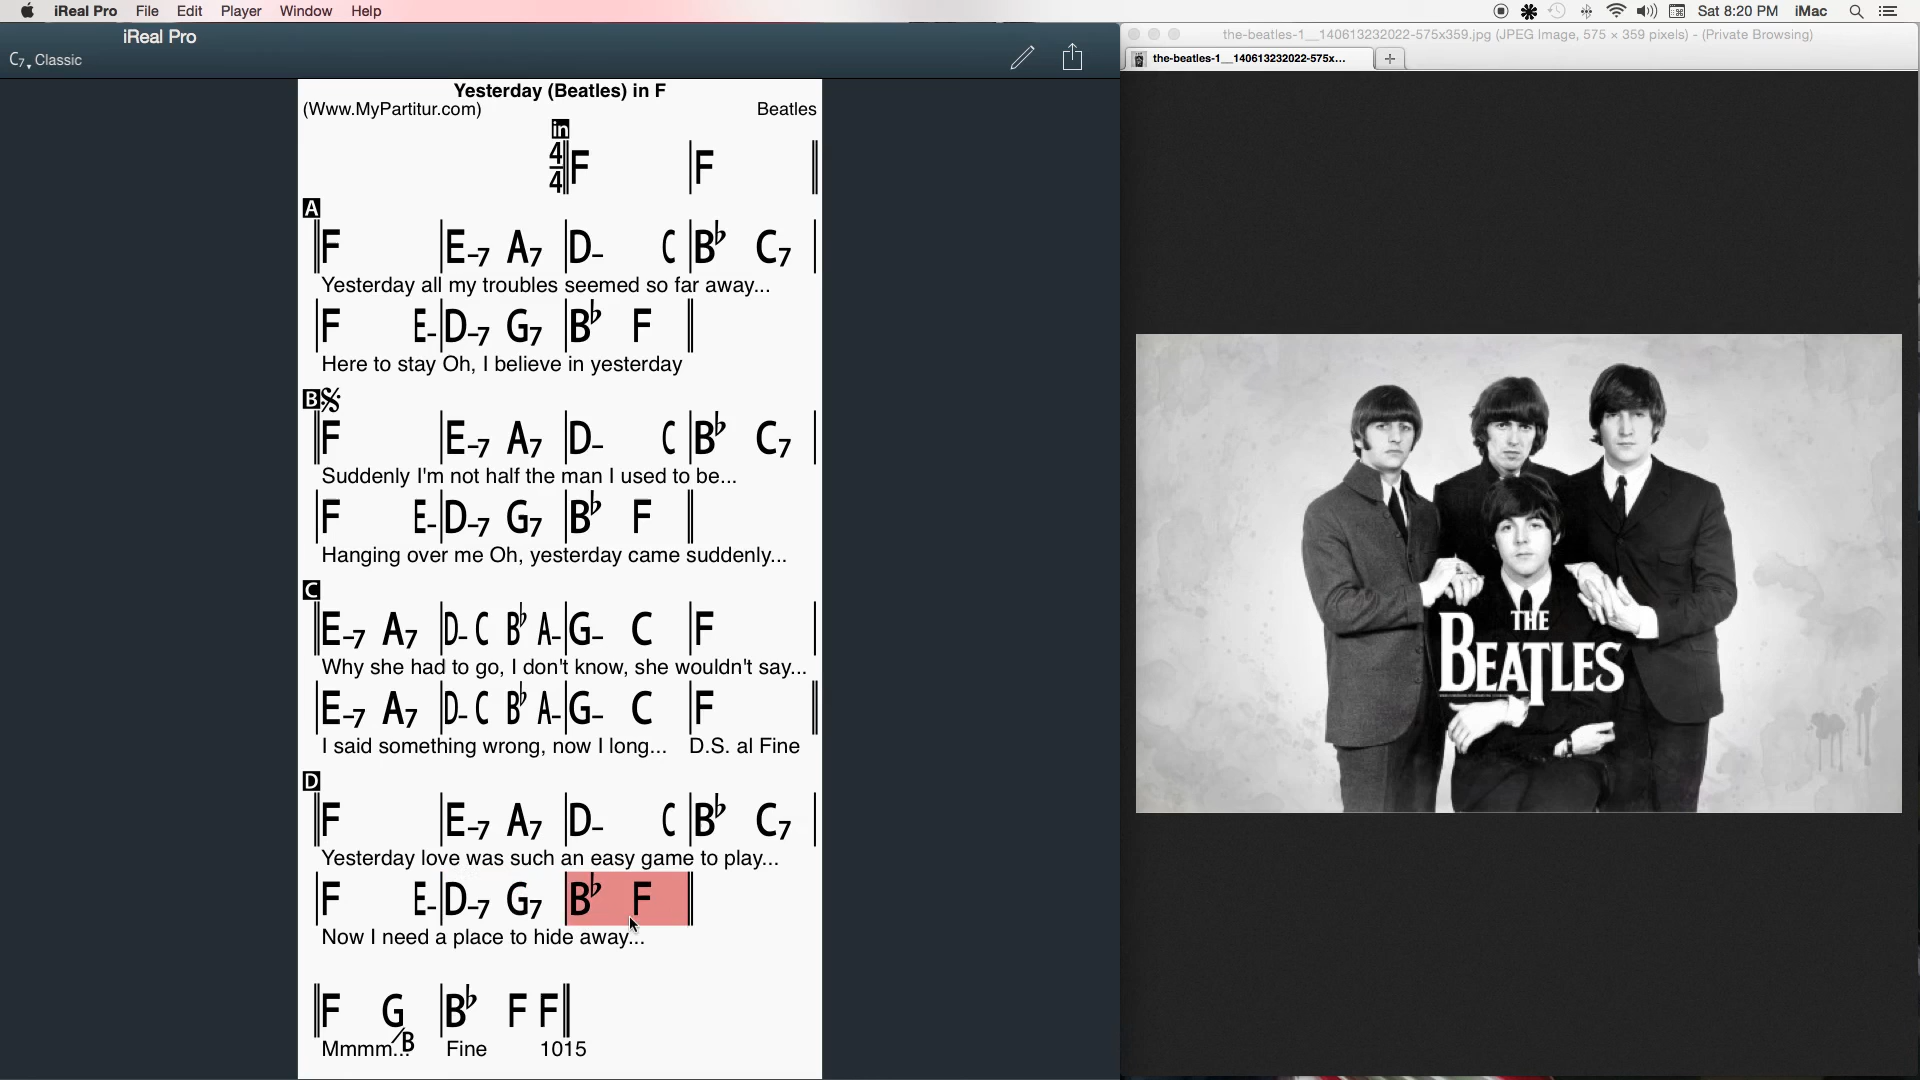 iReal Pro File Edit Player Window Help
Sat 8:20 PM iMac
iReal Pro
C7 Classic
Yesterday (Beatles) in F
(Www.MyPartitur.com) Beatles
in
4/4 F F
A
F E-7 A7 D- C B♭ C7
Yesterday all my troubles seemed so far away...
F E- D-7 G7 B♭ F
Here to stay Oh, I believe in yesterday
B
F E-7 A7 D- C B♭ C7
Suddenly I'm not half the man I used to be...
F E- D-7 G7 B♭ F
Hanging over me Oh, yesterday came suddenly...
C
E-7 A7 D- C B♭ A- G- C F
Why she had to go, I don't know, she wouldn't say...
E-7 A7 D- C B♭ A- G- C F
I said something wrong, now I long... D.S. al Fine
D
F E-7 A7 D- C B♭ C7
Yesterday love was such an easy game to play...
F E- D-7 G7 B♭ F
Now I need a place to hide away...
F G/B B♭ F F
Mmmm... Fine 1015
the-beatles-1__140613232022-575x359.jpg (JPEG Image, 575 × 359 pixels) - (Private Browsing)
the-beatles-1__140613232022-575x...
THE
BEATLES